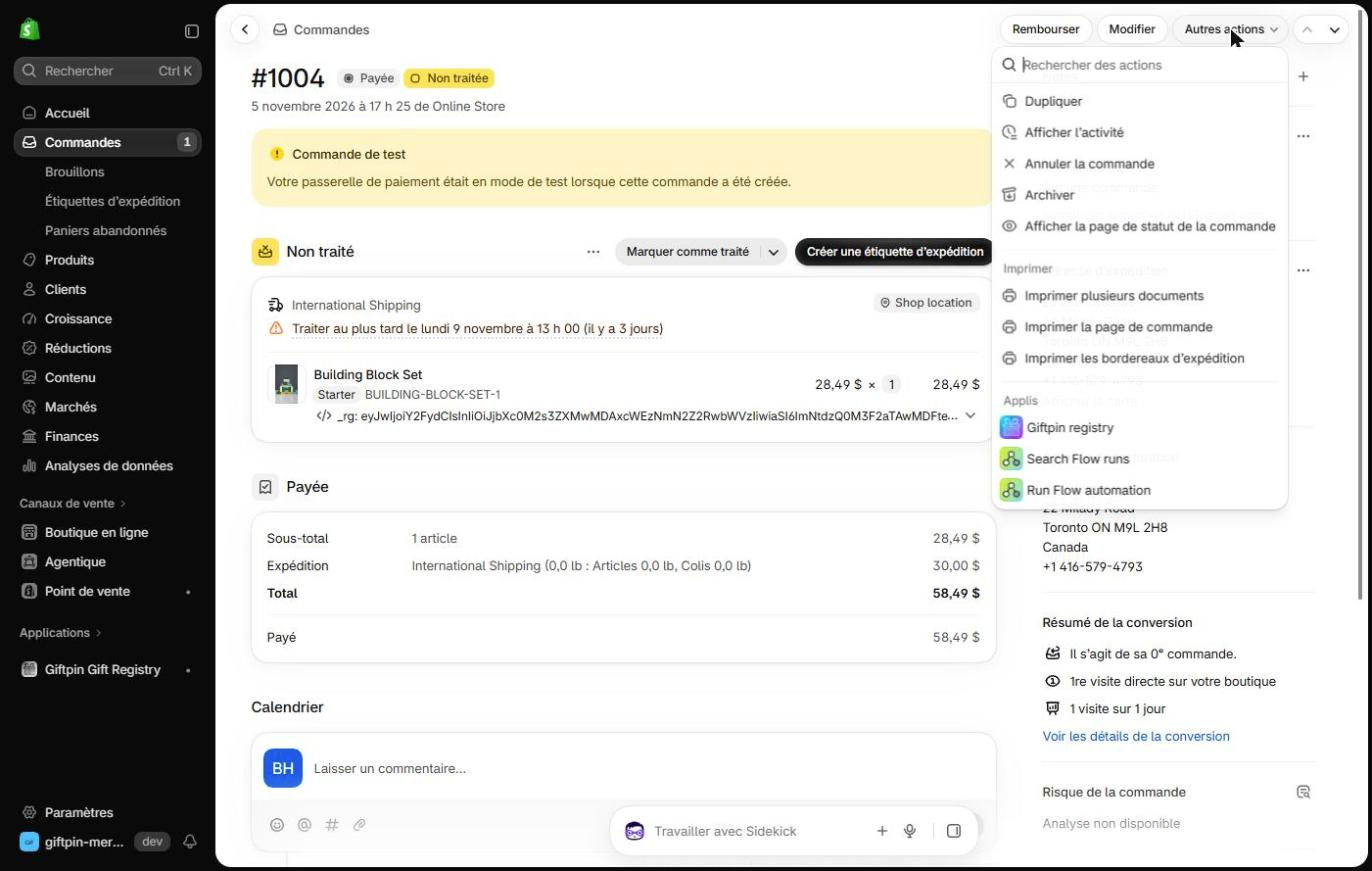 Rechercher
Ctrl K
Accueil
Commandes
1
Brouillons
Étiquettes d'expédition
Paniers abandonnés
Produits
Clients
Croissance
Réductions
Contenu
Marchés
Finances
Analyses de données
Canaux de vente
Boutique en ligne
Agentique
Point de vente
Applications
Giftpin Gift Registry
Paramètres
giftpin-mer...
dev
Commandes
Rembourser
Modifier
Autres actions
#1004
Payée
Non traitée
5 novembre 2026 à 17 h 25 de Online Store
Commande de test
Votre passerelle de paiement était en mode de test lorsque cette commande a été créée.
Non traité
Marquer comme traité
Créer une étiquette d'expédition
International Shipping
Shop location
Traiter au plus tard le lundi 9 novembre à 13 h 00 (il y a 3 jours)
Building Block Set
Starter BUILDING-BLOCK-SET-1
28,49 $ × 1 28,49 $
Payée
Sous-total 1 article 28,49 $
Expédition International Shipping (0,0 lb : Articles 0,0 lb, Colis 0,0 lb) 30,00 $
Total 58,49 $
Payé 58,49 $
Calendrier
BH
Laisser un commentaire...
Travailler avec Sidekick
Rechercher des actions
Dupliquer
Afficher l'activité
Annuler la commande
Archiver
Afficher la page de statut de la commande
Imprimer
Imprimer plusieurs documents
Imprimer la page de commande
Imprimer les bordereaux d'expédition
Applis
Giftpin registry
Search Flow runs
Run Flow automation
22 Milady Road
Toronto ON M9L 2H8
Canada
+1 416-579-4793
Résumé de la conversion
Il s'agit de sa 0ᵉ commande.
1re visite directe sur votre boutique
1 visite sur 1 jour
Voir les détails de la conversion
Risque de la commande
Analyse non disponible